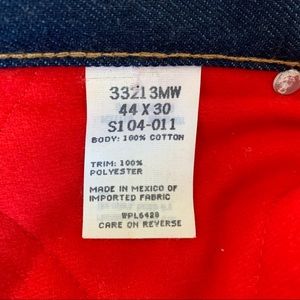 33213MW
44 X 30
S104-011
BODY: 100% COTTON
TRIM: 100%
POLYESTER
MADE IN MEXICO OF
IMPORTED FABRIC
WPL6428
CARE ON REVERSE